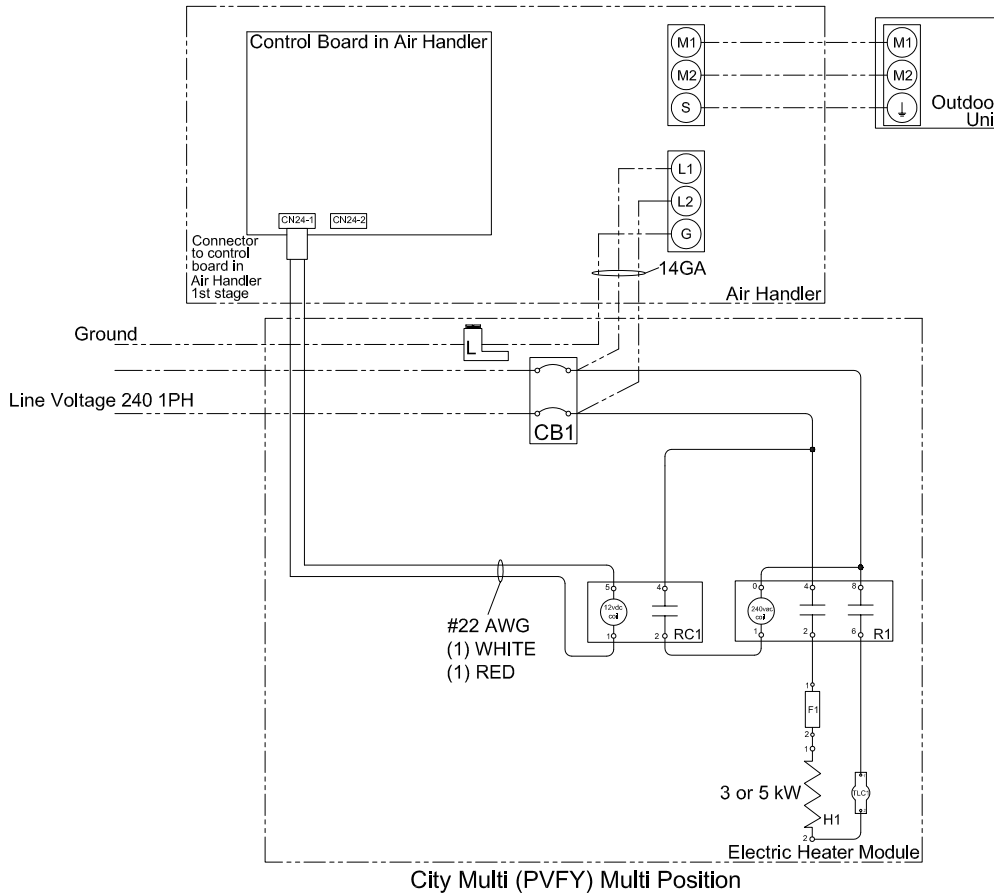 Control Board in Air Handler
M1
M2
S
M1
M2
Outdoo
Uni
L1
L2
G
14GA
CN24-1
CN24-2
Connector
to control
board in
Air Handler
1st stage
Air Handler
Ground
L
Line Voltage 240 1PH
CB1
#22 AWG
(1) WHITE
(1) RED
5
4
12vdc
coil
1
2
RC1
0
4
8
240vac
coil
1
2
6
R1
1
F1
2
1
3 or 5 kW
H1
2
TLC1
Electric Heater Module
City Multi (PVFY) Multi Position